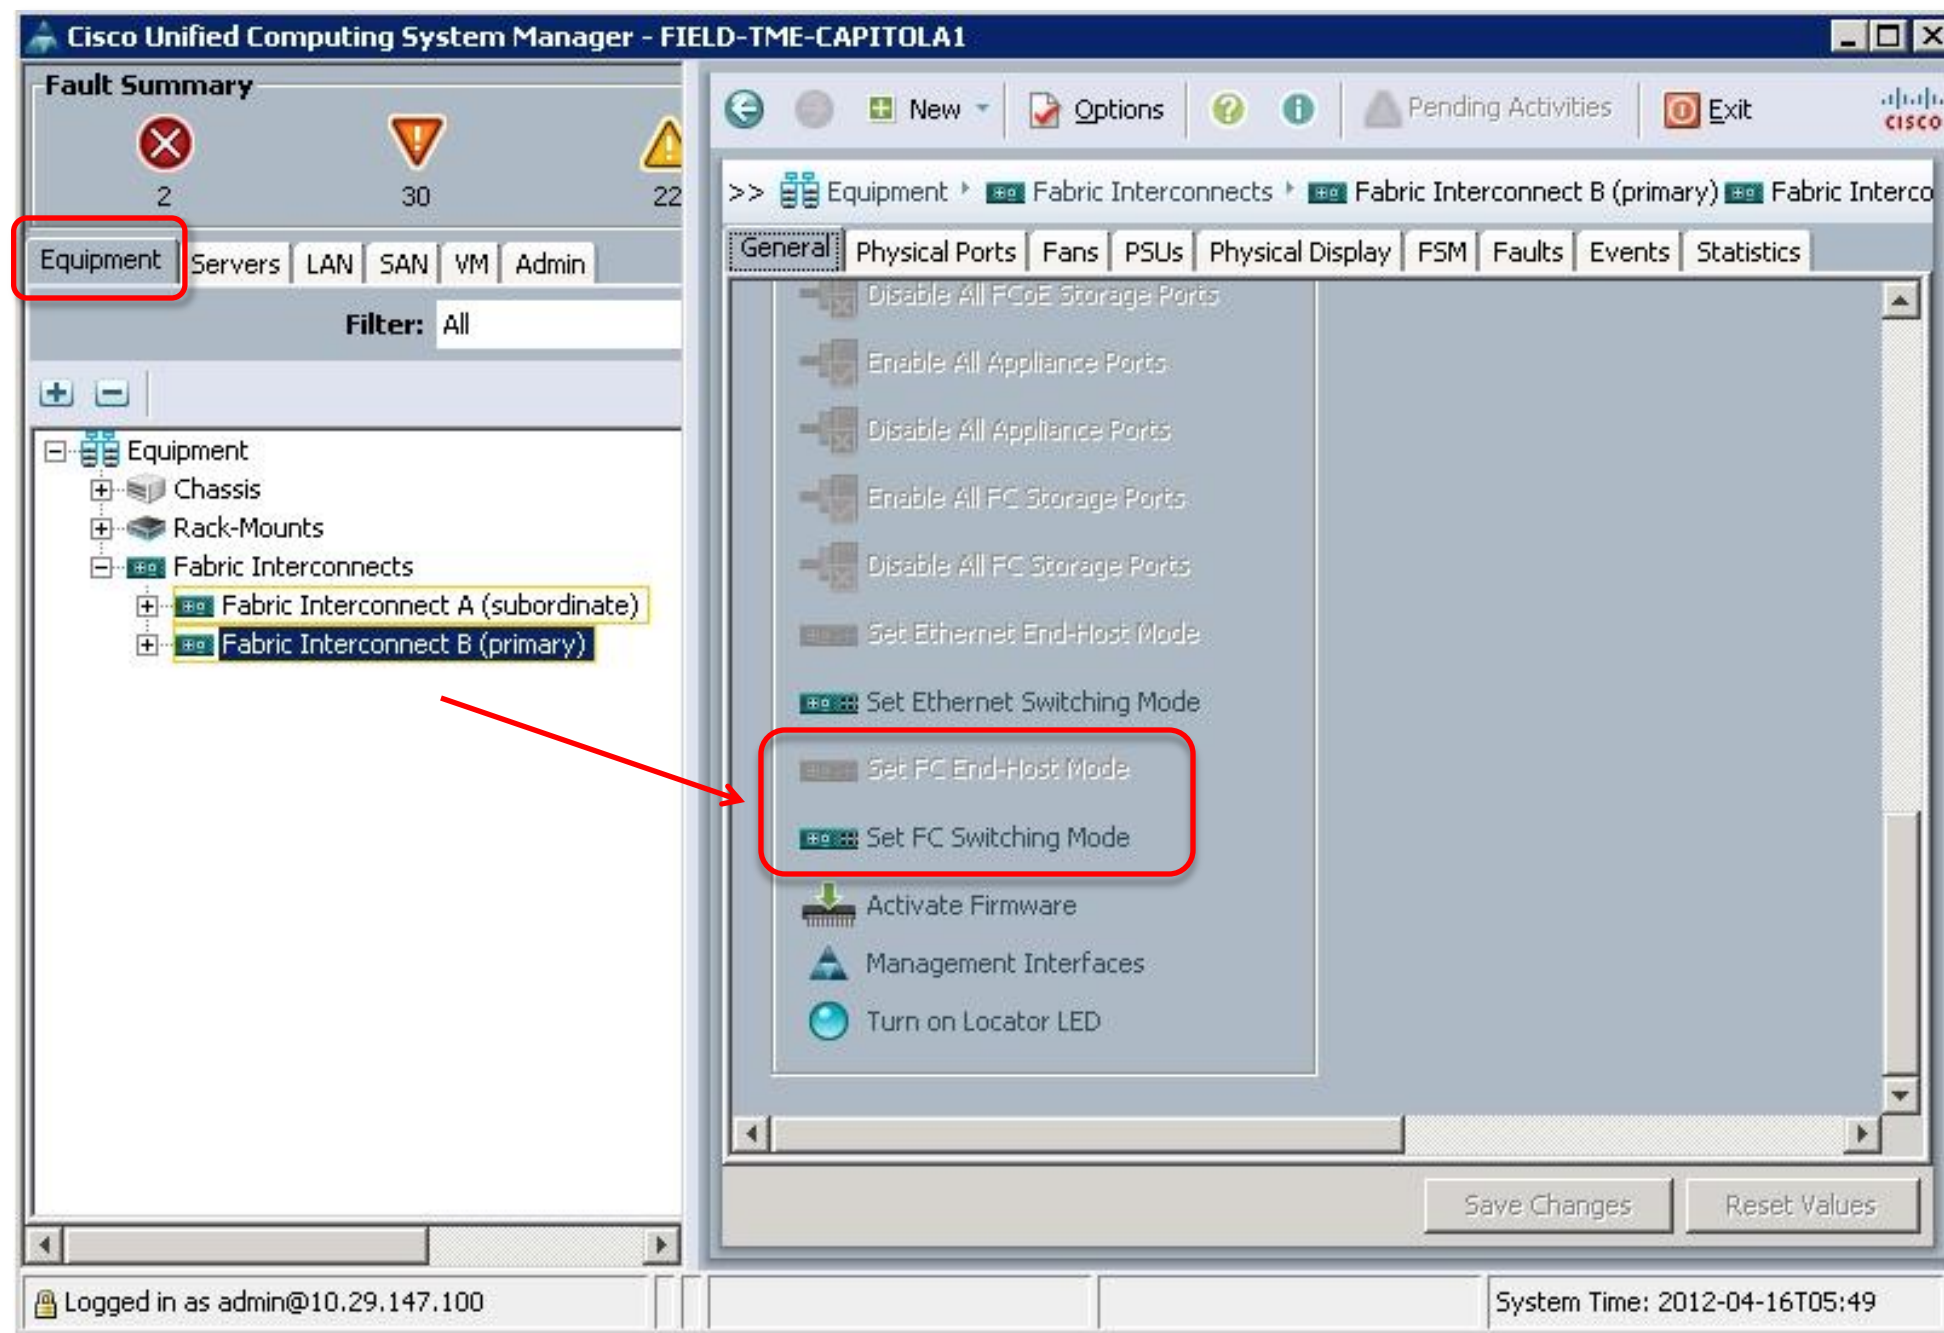 Cisco Unified Computing System Manager - FIELD-TME-CAPITOLA1
Fault Summary
2 30 22
Equipment Servers LAN SAN VM Admin
Filter: All
Equipment
Chassis
Rack-Mounts
Fabric Interconnects
Fabric Interconnect A (subordinate)
Fabric Interconnect B (primary)
New Options Pending Activities Exit
CISCO
>> Equipment Fabric Interconnects Fabric Interconnect B (primary) Fabric Interco
General Physical Ports Fans PSUs Physical Display FSM Faults Events Statistics
Disable All FCoE Storage Ports
Enable All Appliance Ports
Disable All Appliance Ports
Enable All FC Storage Ports
Disable All FC Storage Ports
Set Ethernet End-Host Mode
Set Ethernet Switching Mode
Set FC End-Host Mode
Set FC Switching Mode
Activate Firmware
Management Interfaces
Turn on Locator LED
Save Changes Reset Values
Logged in as admin@10.29.147.100
System Time: 2012-04-16T05:49